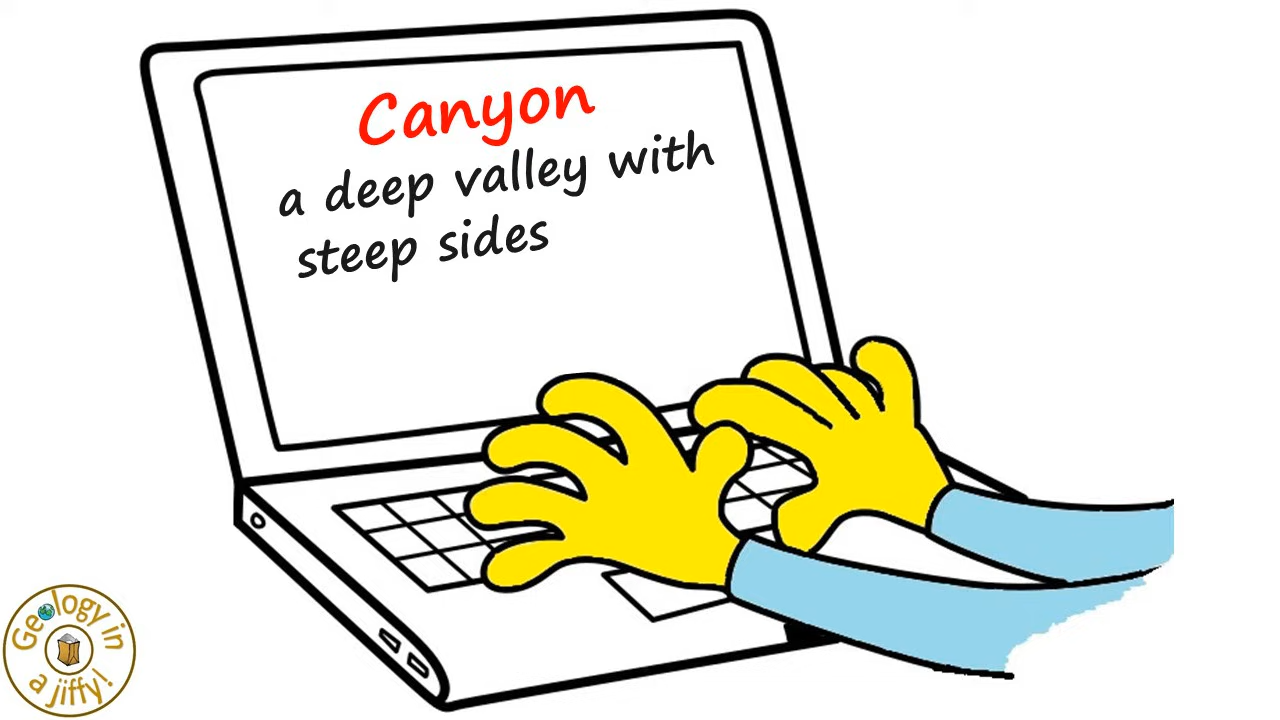 Canyon
a deep valley with
steep sides
Geology in
a jiffy!